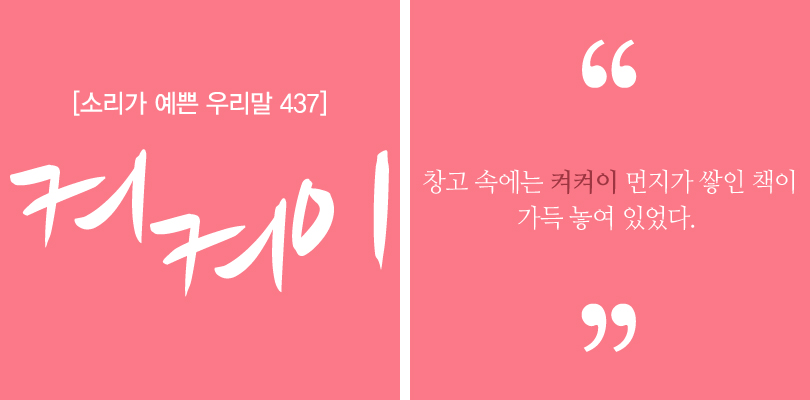 [소리가 예쁜 우리말 437]
켜켜이
“
창고 속에는 켜켜이 먼지가 쌓인 책이
가득 놓여 있었다.
”